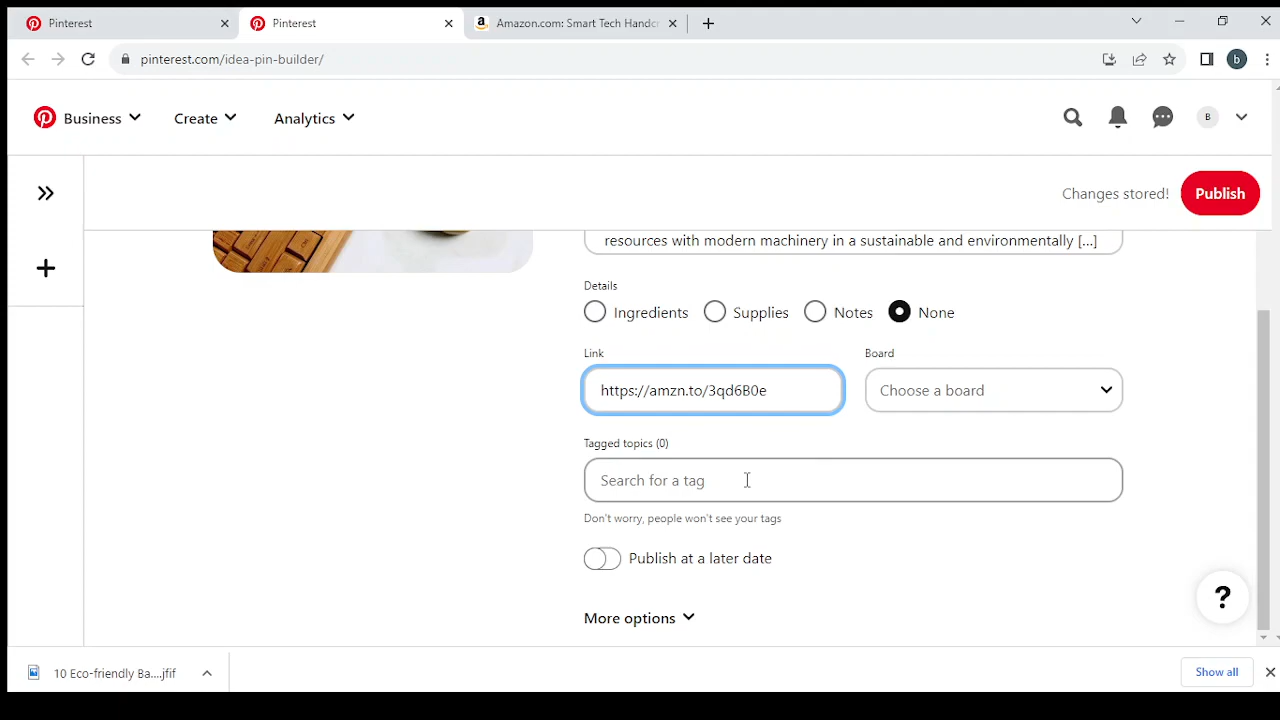 Pinterest
Pinterest
Amazon.com: Smart Tech Handcr
pinterest.com/idea-pin-builder/
b
Business
Create
Analytics
B
Changes stored!
Publish
resources with modern machinery in a sustainable and environmentally [...]
Details
Ingredients
Supplies
Notes
None
Link
Board
https://amzn.to/3qd6B0e
Choose a board
Tagged topics (0)
Search for a tag
Don't worry, people won't see your tags
Publish at a later date
More options
?
10 Eco-friendly Ba....jfif
Show all